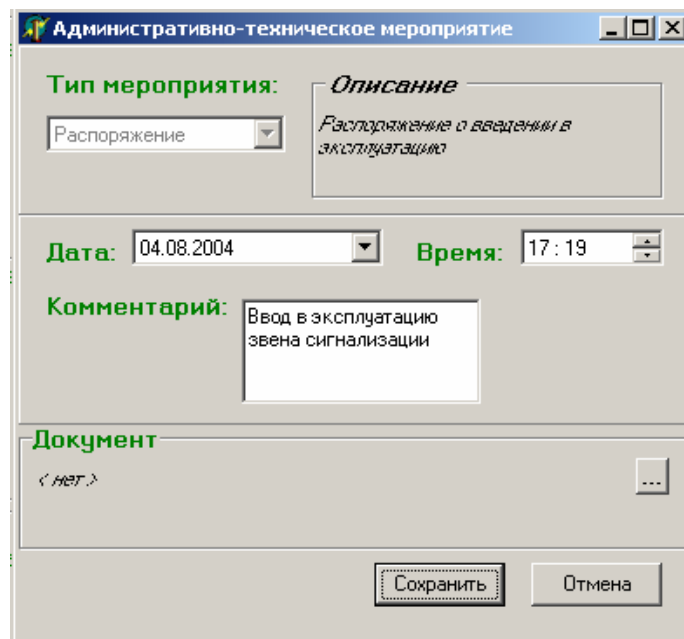 Административно-техническое мероприятие
Тип мероприятия:
Распоряжение
Описание
Распоряжение о введении в
эксплуатацию
Дата: 04.08.2004 Время: 17:19
Комментарий:
Ввод в эксплуатацию
звена сигнализации
Документ
< нет >
...
Сохранить Отмена